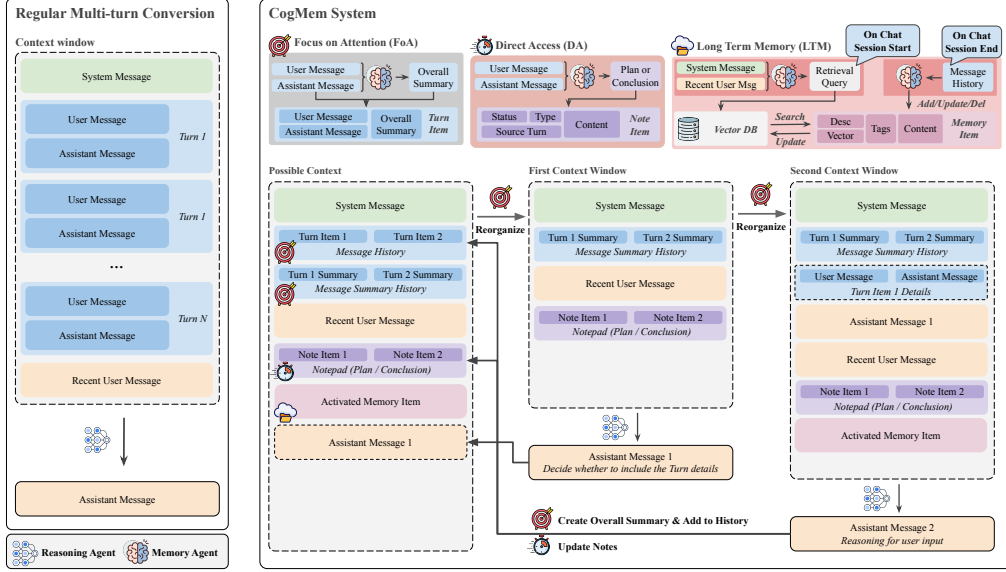 Regular Multi-turn Conversion
Context window
System Message
User Message
Assistant Message
Turn 1
User Message
Assistant Message
Turn 1
...
User Message
Assistant Message
Turn N
Recent User Message
Assistant Message
Reasoning Agent
Memory Agent
CogMem System
Focus on Attention (FoA)
User Message
Assistant Message
Overall
Summary
User Message
Assistant Message
Overall
Summary
Turn
Item
Direct Access (DA)
User Message
Assistant Message
Plan or
Conclusion
Status
Type
Source Turn
Content
Note
Item
Long Term Memory (LTM)
On Chat
Session Start
On Chat
Session End
System Message
Recent User Msg
Retrieval
Query
Message
History
Add/Update/Del
Vector DB
Search
Update
Desc
Vector
Tags
Content
Memory
Item
Possible Context
System Message
Turn Item 1
Turn Item 2
Message History
Turn 1 Summary
Turn 2 Summary
Message Summary History
Recent User Message
Note Item 1
Note Item 2
Notepad (Plan / Conclusion)
Activated Memory Item
Assistant Message 1
Reorganize
First Context Window
System Message
Turn 1 Summary
Turn 2 Summary
Message Summary History
Recent User Message
Note Item 1
Note Item 2
Notepad (Plan / Conclusion)
Assistant Message 1
Decide whether to include the Turn details
Reorganize
Second Context Window
System Message
Turn 1 Summary
Turn 2 Summary
Message Summary History
User Message
Assistant Message
Turn Item 1 Details
Assistant Message 1
Recent User Message
Note Item 1
Note Item 2
Notepad (Plan / Conclusion)
Activated Memory Item
Assistant Message 2
Reasoning for user input
Create Overall Summary & Add to History
Update Notes